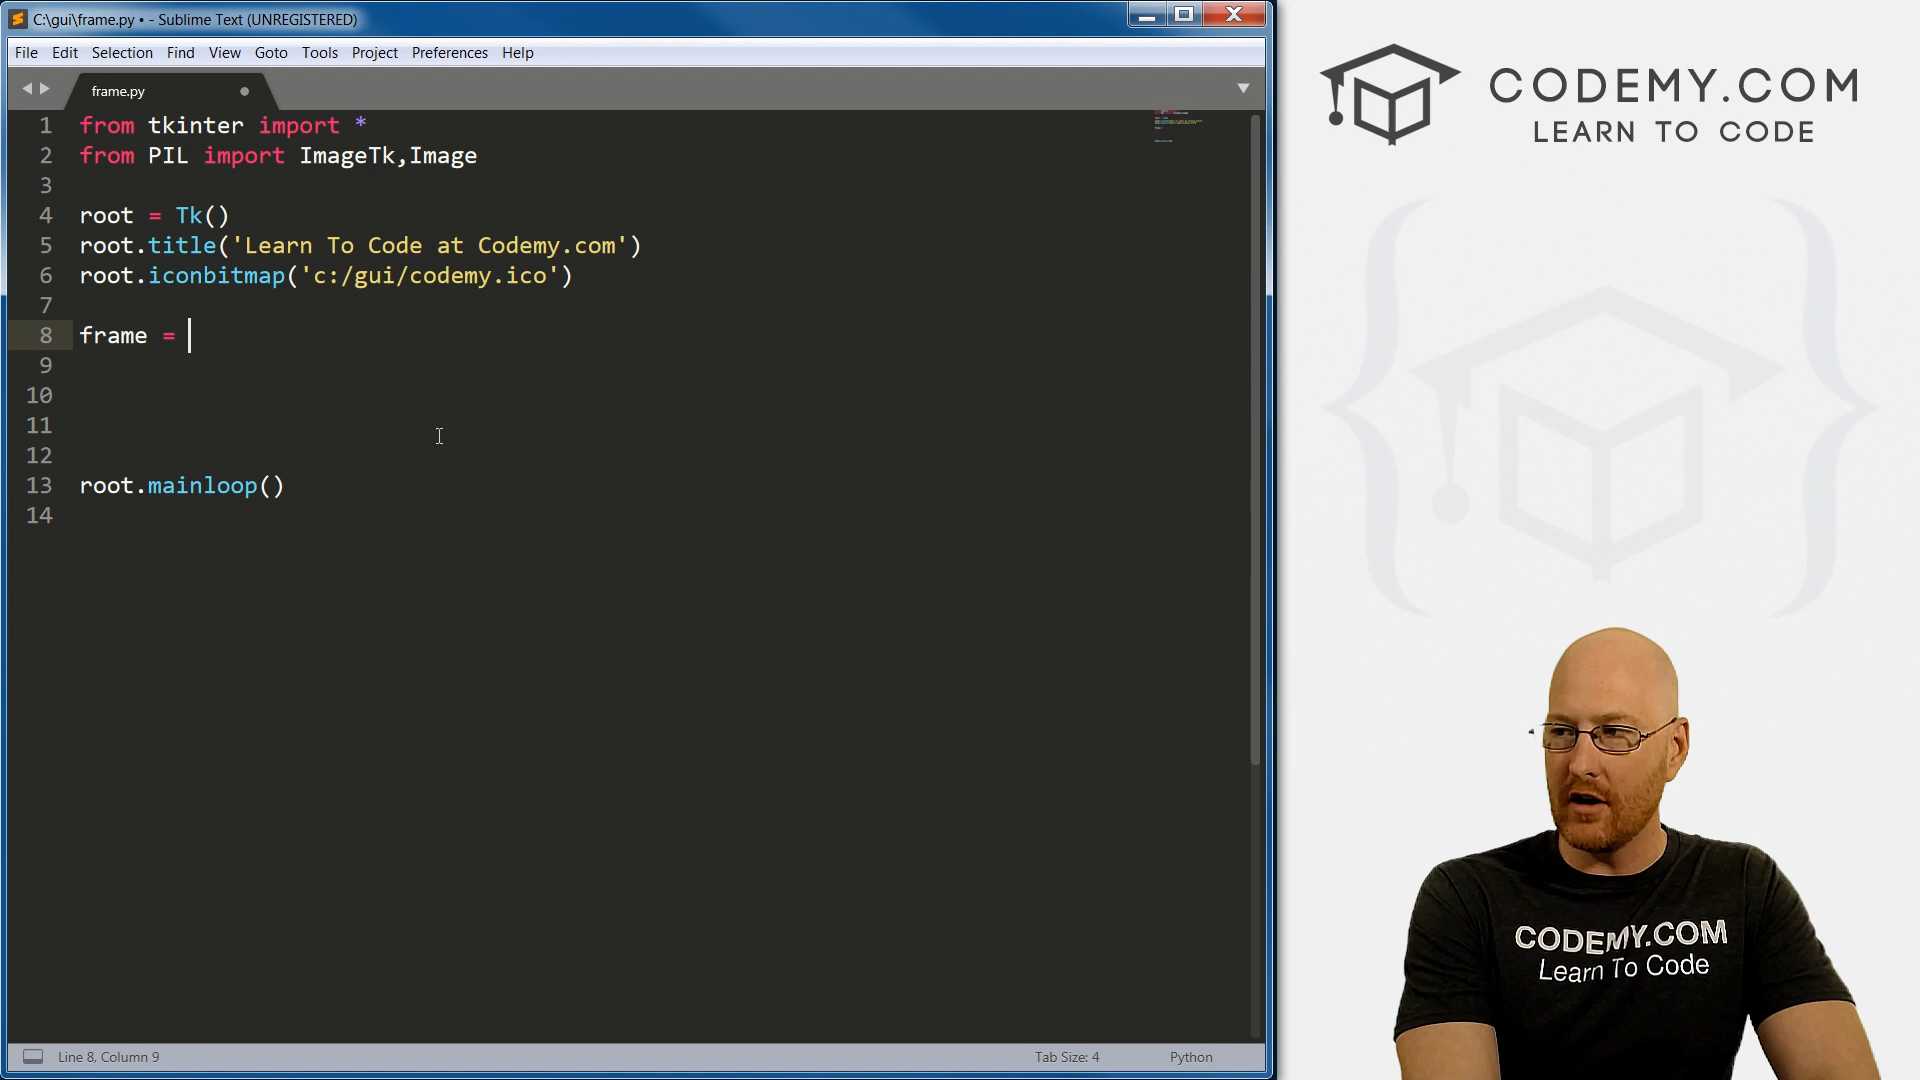 C:\gui\frame.py • - Sublime Text (UNREGISTERED)
File Edit Selection Find View Goto Tools Project Preferences Help
frame.py
1 from tkinter import *
2 from PIL import ImageTk,Image
3
4 root = Tk()
5 root.title('Learn To Code at Codemy.com')
6 root.iconbitmap('c:/gui/codemy.ico')
7
8 frame =
9
10
11
12
13 root.mainloop()
14
Line 8, Column 9
Tab Size: 4
Python
CODEMY.COM
LEARN TO CODE
CODEMY.COM
Learn To Code